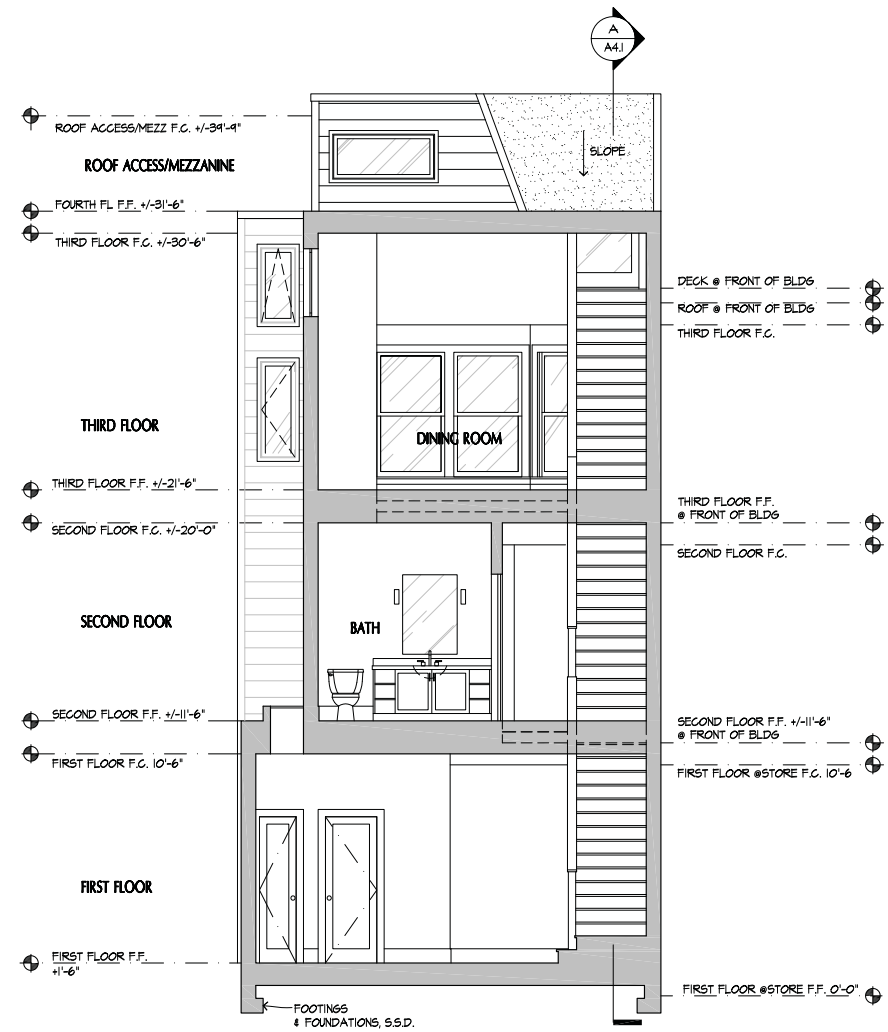 A
A4.1
ROOF ACCESS/MEZZ F.C. +/-39'-9"
SLOPE
ROOF ACCESS/MEZZANINE
FOURTH FL F.F. +/-31'-6"
THIRD FLOOR F.C. +/-30'-6"
DECK @ FRONT OF BLDG
ROOF @ FRONT OF BLDG
THIRD FLOOR F.C.
THIRD FLOOR
DINING ROOM
THIRD FLOOR F.F. +/-21'-6"
SECOND FLOOR F.C. +/-20'-0"
THIRD FLOOR F.F.
@ FRONT OF BLDG
SECOND FLOOR F.C.
SECOND FLOOR
BATH
SECOND FLOOR F.F. +/-11'-6"
FIRST FLOOR F.C. 10'-6"
SECOND FLOOR F.F. +/-11'-6"
@ FRONT OF BLDG
FIRST FLOOR @STORE F.C. 10'-6
FIRST FLOOR
FIRST FLOOR F.F.
+1'-6"
FIRST FLOOR @STORE F.F. 0'-0"
FOOTINGS
& FOUNDATIONS, S.S.D.